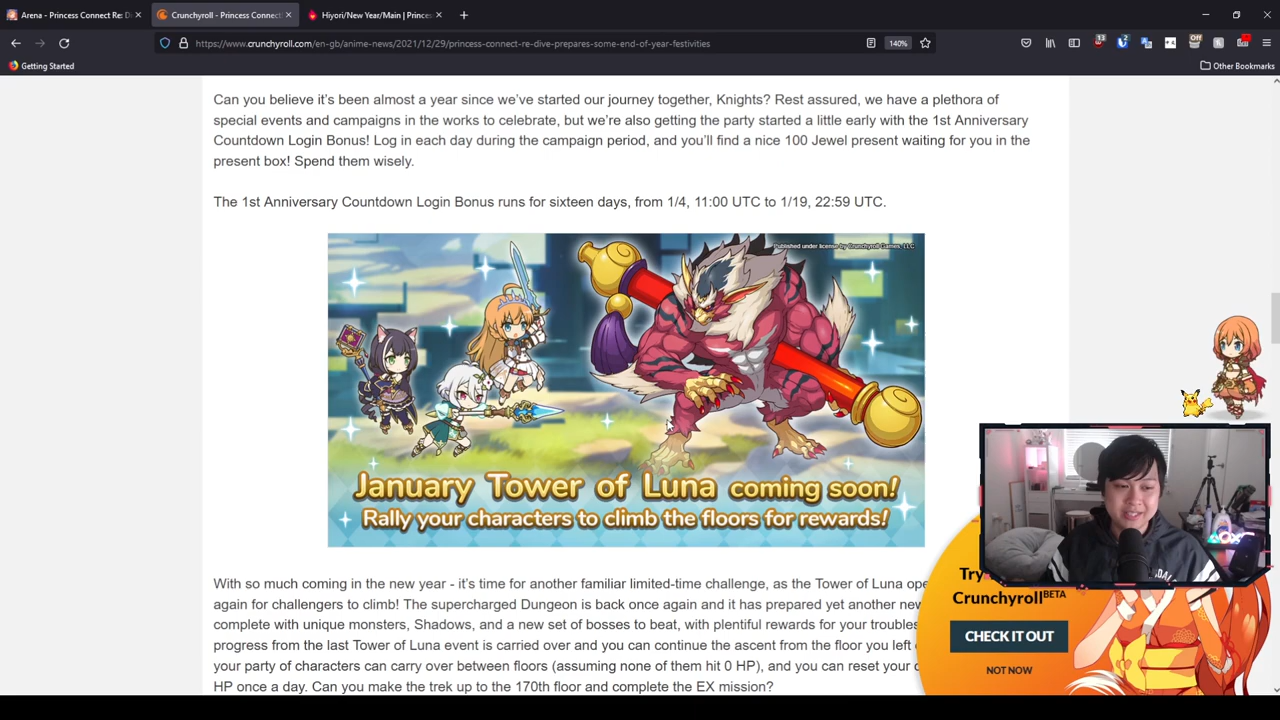 Arena - Princess Connect Re: D
Crunchyroll - Princess Connect
Hiyori/New Year/Main | Prince
https://www.crunchyroll.com/en-gb/anime-news/2021/12/29/princess-connect-re-dive-prepares-some-end-of-year-festivities
140%
13
2
Off
Getting Started
Other Bookmarks
Can you believe it's been almost a year since we've started our journey together, Knights? Rest assured, we have a plethora of
special events and campaigns in the works to celebrate, but we're also getting the party started a little early with the 1st Anniversary
Countdown Login Bonus! Log in each day during the campaign period, and you'll find a nice 100 Jewel present waiting for you in the
present box! Spend them wisely.
The 1st Anniversary Countdown Login Bonus runs for sixteen days, from 1/4, 11:00 UTC to 1/19, 22:59 UTC.
Published under license by Crunchyroll Games, LLC.
January Tower of Luna coming soon!
Rally your characters to climb the floors for rewards!
With so much coming in the new year - it's time for another familiar limited-time challenge, as the Tower of Luna ope
again for challengers to climb! The supercharged Dungeon is back once again and it has prepared yet another new
complete with unique monsters, Shadows, and a new set of bosses to beat, with plentiful rewards for your troubles
progress from the last Tower of Luna event is carried over and you can continue the ascent from the floor you left
your party of characters can carry over between floors (assuming none of them hit 0 HP), and you can reset your
HP once a day. Can you make the trek up to the 170th floor and complete the EX mission?
Try
Crunchyroll BETA
CHECK IT OUT
NOT NOW